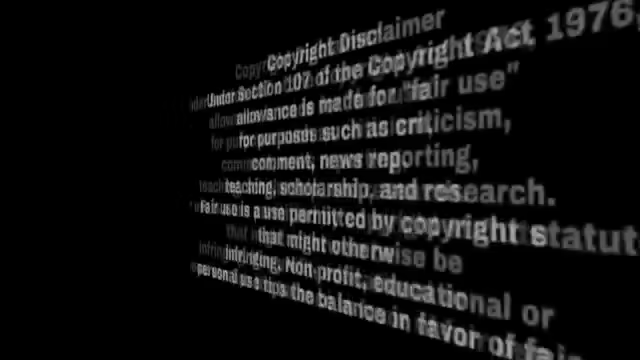 Copyright Disclaimer
Under Section 107 of the Copyright Act 1976,
allowance is made for "fair use"
for purposes such as criticism,
comment, news reporting,
teaching, scholarship, and research.
Fair use is a use permitted by copyright statut
that might otherwise be
infringing. Non-profit, educational or
personal use tips the balance in favor of fai